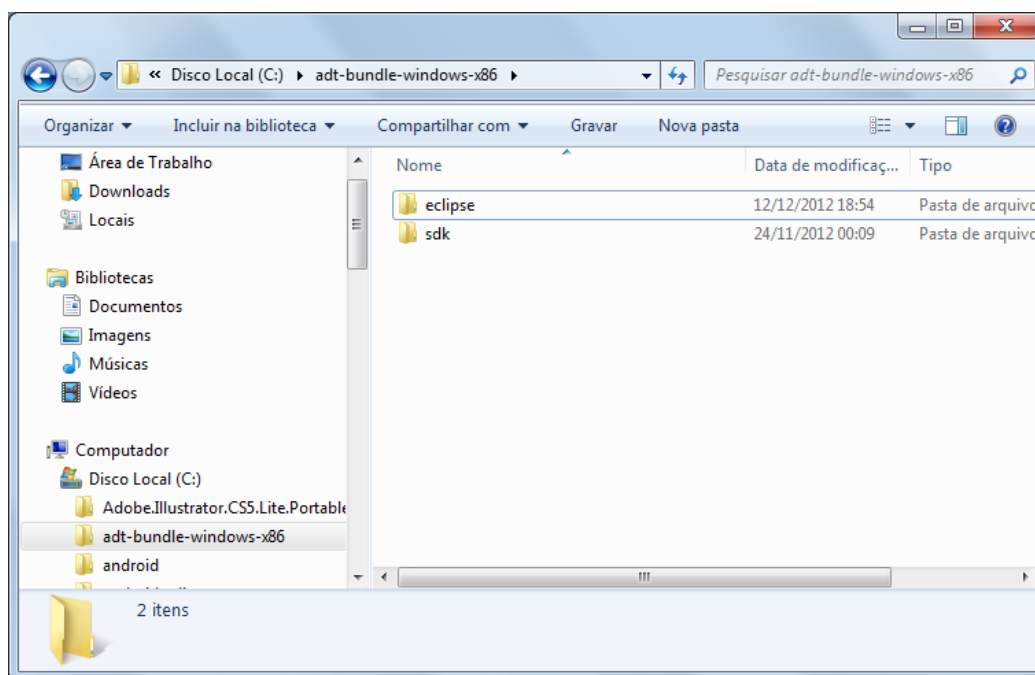 « Disco Local (C:) adt-bundle-windows-x86
Pesquisar adt-bundle-windows-x86
Organizar Incluir na biblioteca Compartilhar com Gravar Nova pasta
Área de Trabalho
Downloads
Locais
Bibliotecas
Documentos
Imagens
Músicas
Vídeos
Computador
Disco Local (C:)
Adobe.Illustrator.CS5.Lite.Portable
adt-bundle-windows-x86
android
Nome Data de modificaç... Tipo
eclipse 12/12/2012 18:54 Pasta de arquivo
sdk 24/11/2012 00:09 Pasta de arquivo
2 itens